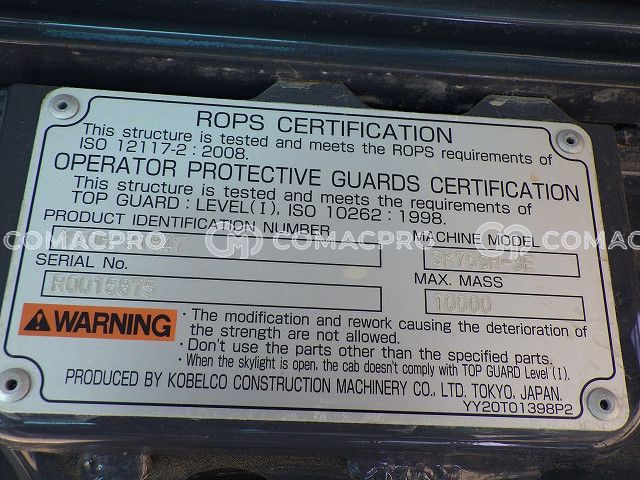 ROPS CERTIFICATION
This structure is tested and meets the ROPS requirements of
ISO 12117-2 : 2008.
OPERATOR PROTECTIVE GUARDS CERTIFICATION
This structure is tested and meets the requirements of
TOP GUARD : LEVEL(I), ISO 10262 : 1998.
PRODUCT IDENTIFICATION NUMBER
MACHINE MODEL
COMACPRO COMACPRO COMACPRO
SERIAL No.
R0015875
MAX. MASS
10000
WARNING
· The modification and rework causing the deterioration of
the strength are not allowed.
· Don't use the parts other than the specified parts.
· When the skylight is open, the cab doesn't comply with TOP GUARD Level (I).
PRODUCED BY KOBELCO CONSTRUCTION MACHINERY CO., LTD. TOKYO, JAPAN.
YY20T01398P2